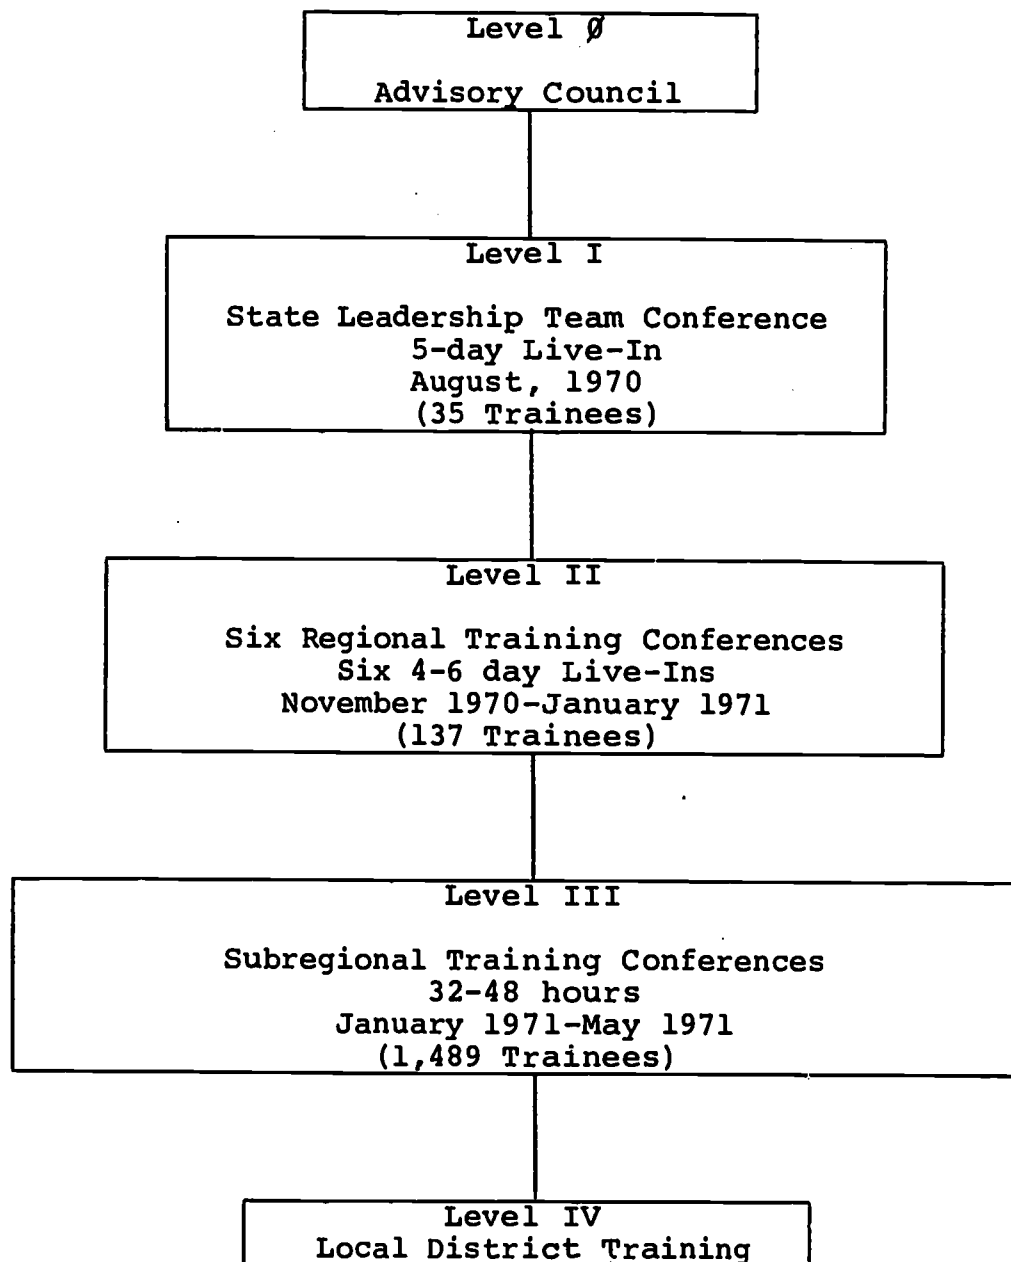 Level Ø
Advisory Council
Level I
State Leadership Team Conference
5-day Live-In
August, 1970
(35 Trainees)
Level II
Six Regional Training Conferences
Six 4-6 day Live-Ins
November 1970-January 1971
(137 Trainees)
Level III
Subregional Training Conferences
32-48 hours
January 1971-May 1971
(1,489 Trainees)
Level IV
Local District Training